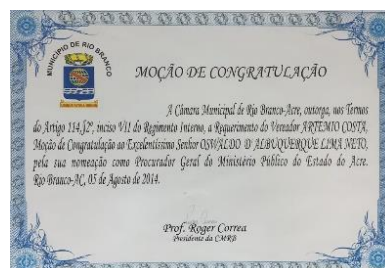 MUNICÍPIO DE RIO BRANCO
MOÇÃO DE CONGRATULAÇÃO
A Câmara Municipal de Rio Branco-Acre, outorga, nos Termos
do Artigo 154,§2º, inciso VII do Regimento Interno, a Requerimento do Vereador ARTEMIO COSTA,
Moção de Congratulação ao Excelentíssimo Senhor OSWALDO D'ALBUQUERQUE LIMA NETO,
pela sua nomeação como Procurador Geral do Ministério Público do Estado do Acre.
Rio Branco-AC, 05 de Agosto de 2014.
Prof. Roger Correa
Presidente da CMRB